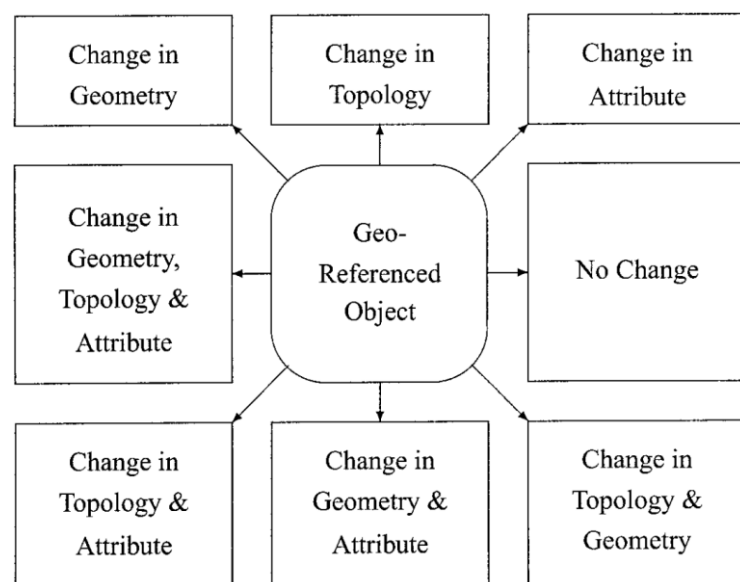 Change in
Geometry
Change in
Topology
Change in
Attribute
Change in
Geometry,
Topology &
Attribute
Geo-
Referenced
Object
No Change
Change in
Topology &
Attribute
Change in
Geometry &
Attribute
Change in
Topology &
Geometry